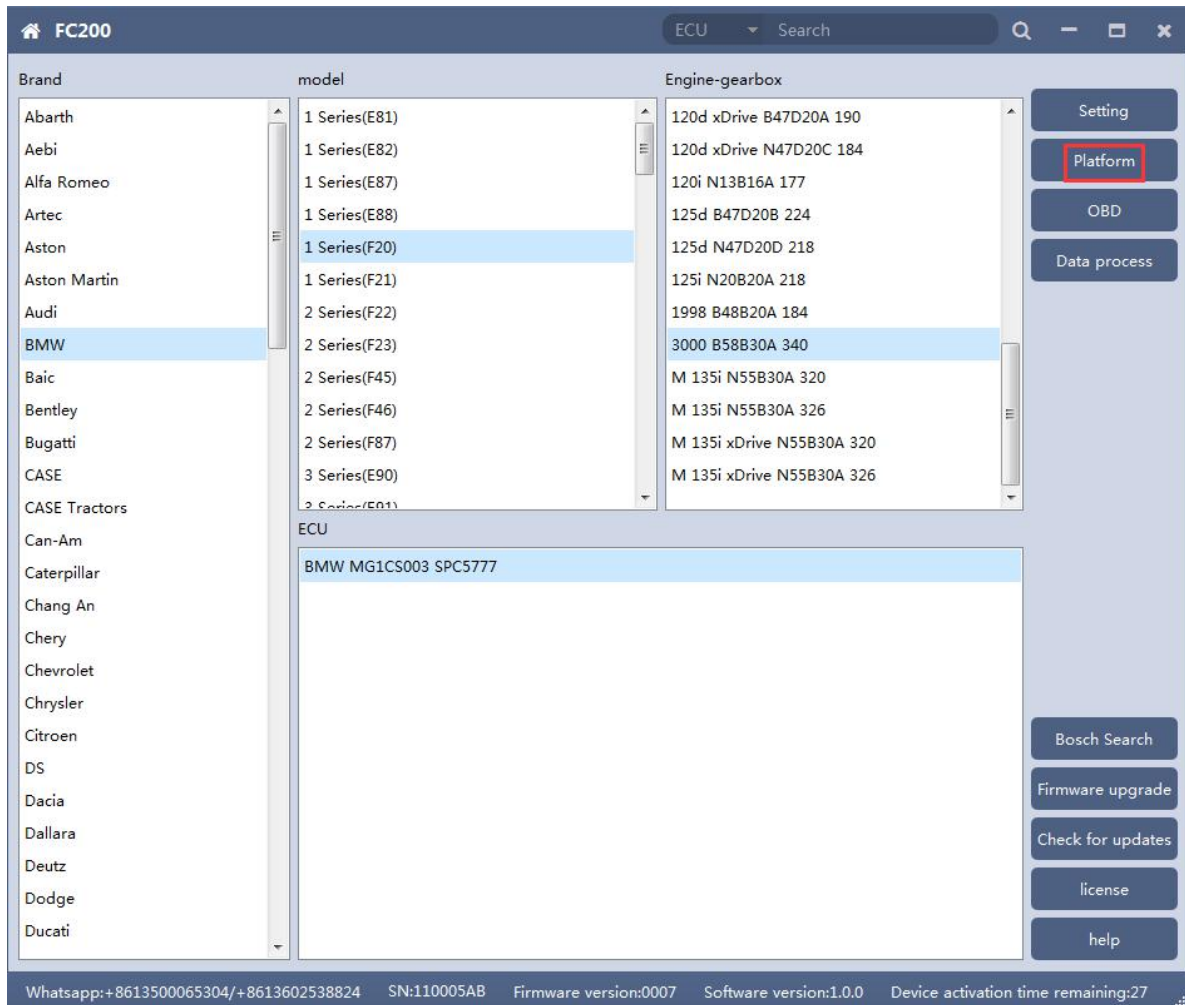 FC200
ECU
Search
Brand
Abarth
Aebi
Alfa Romeo
Artec
Aston
Aston Martin
Audi
BMW
Baic
Bentley
Bugatti
CASE
CASE Tractors
Can-Am
Caterpillar
Chang An
Chery
Chevrolet
Chrysler
Citroen
DS
Dacia
Dallara
Deutz
Dodge
Ducati
model
1 Series(E81)
1 Series(E82)
1 Series(E87)
1 Series(E88)
1 Series(F20)
1 Series(F21)
2 Series(F22)
2 Series(F23)
2 Series(F45)
2 Series(F46)
2 Series(F87)
3 Series(E90)
3 Series(E91)
Engine-gearbox
120d xDrive B47D20A 190
120d xDrive N47D20C 184
120i N13B16A 177
125d B47D20B 224
125d N47D20D 218
125i N20B20A 218
1998 B48B20A 184
3000 B58B30A 340
M 135i N55B30A 320
M 135i N55B30A 326
M 135i xDrive N55B30A 320
M 135i xDrive N55B30A 326
ECU
BMW MG1CS003 SPC5777
Setting
Platform
OBD
Data process
Bosch Search
Firmware upgrade
Check for updates
license
help
Whatsapp:+8613500065304/+8613602538824
SN:110005AB
Firmware version:0007
Software version:1.0.0
Device activation time remaining:27